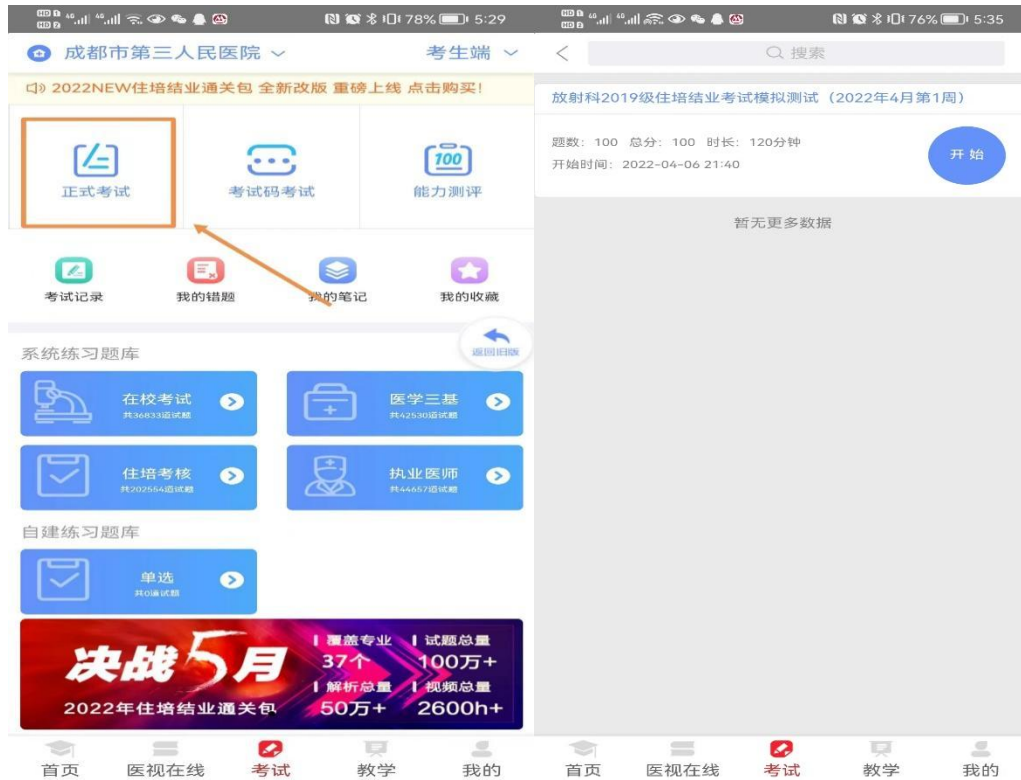 78% 5:29
成都市第三人民医院
考生端
2022NEW住培结业通关包 全新改版 重磅上线 点击购买!
正式考试
考试码考试
100
能力测评
考试记录
我的错题
我的笔记
我的收藏
系统练习题库
返回旧版
在校考试
共36833道试题
医学三基
共42530道试题
住培考核
共202554道试题
执业医师
共44657道试题
自建练习题库
单选
共0道试题
决战5月
2022年住培结业通关包
覆盖专业
37个
试题总量
100万+
解析总量
50万+
视频总量
2600h+
首页 医视在线 考试 教学 我的
76% 5:35
搜索
放射科2019级住培结业考试模拟测试（2022年4月第1周）
题数：100 总分：100 时长：120分钟
开始时间：2022-04-06 21:40
开始
暂无更多数据
首页 医视在线 考试 教学 我的